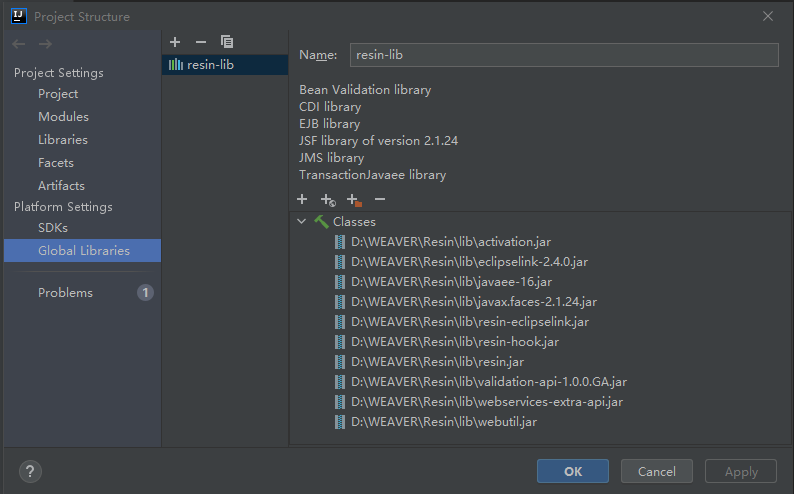 Project Structure
Project Settings
Project
Modules
Libraries
Facets
Artifacts
Platform Settings
SDKs
Global Libraries
Problems
1
resin-lib
Name: resin-lib
Bean Validation library
CDI library
EJB library
JSF library of version 2.1.24
JMS library
TransactionJavaee library
Classes
D:\WEAVER\Resin\lib\activation.jar
D:\WEAVER\Resin\lib\eclipselink-2.4.0.jar
D:\WEAVER\Resin\lib\javaee-16.jar
D:\WEAVER\Resin\lib\javax.faces-2.1.24.jar
D:\WEAVER\Resin\lib\resin-eclipselink.jar
D:\WEAVER\Resin\lib\resin-hook.jar
D:\WEAVER\Resin\lib\resin.jar
D:\WEAVER\Resin\lib\validation-api-1.0.0.GA.jar
D:\WEAVER\Resin\lib\webservices-extra-api.jar
D:\WEAVER\Resin\lib\webutil.jar
?
OK Cancel Apply